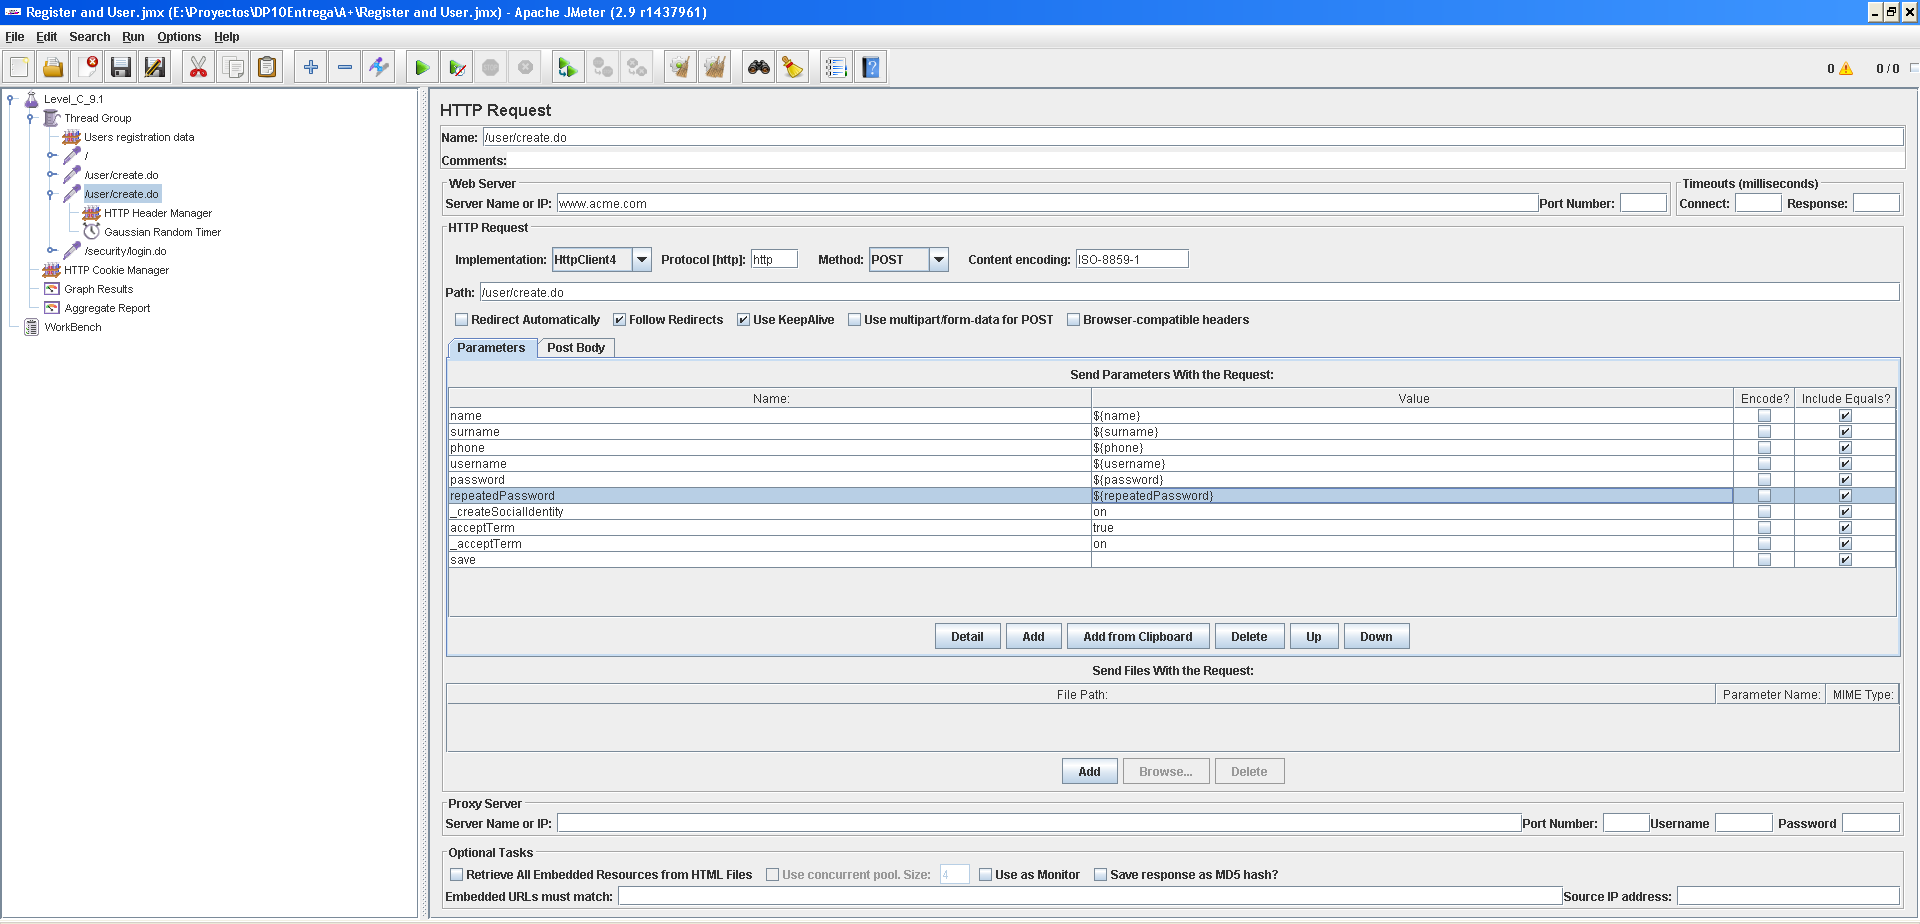 Register and User.jmx (E:\Proyectos\DP10Entrega\A+\Register and User.jmx) - Apache JMeter (2.9 r1437961)
File Edit Search Run Options Help
0 0 / 0
Level_C_9.1
Thread Group
Users registration data
/
/user/create.do
/user/create.do
HTTP Header Manager
Gaussian Random Timer
/security/login.do
HTTP Cookie Manager
Graph Results
Aggregate Report
WorkBench
HTTP Request
Name: /user/create.do
Comments:
Web Server
Server Name or IP: www.acme.com Port Number:
Timeouts (milliseconds)
Connect: Response:
HTTP Request
Implementation: HttpClient4 Protocol [http]: http Method: POST Content encoding: ISO-8859-1
Path: /user/create.do
Redirect Automatically Follow Redirects Use KeepAlive Use multipart/form-data for POST Browser-compatible headers
Parameters Post Body
Send Parameters With the Request:
Name: Value Encode? Include Equals?
name ${name}
surname ${surname}
phone ${phone}
username ${username}
password ${password}
repeatedPassword ${repeatedPassword}
_createSocialIdentity on
acceptTerm true
_acceptTerm on
save
Detail Add Add from Clipboard Delete Up Down
Send Files With the Request:
File Path: Parameter Name: MIME Type:
Add Browse... Delete
Proxy Server
Server Name or IP: Port Number: Username Password
Optional Tasks
Retrieve All Embedded Resources from HTML Files Use concurrent pool. Size: 4 Use as Monitor Save response as MD5 hash?
Embedded URLs must match: Source IP address: